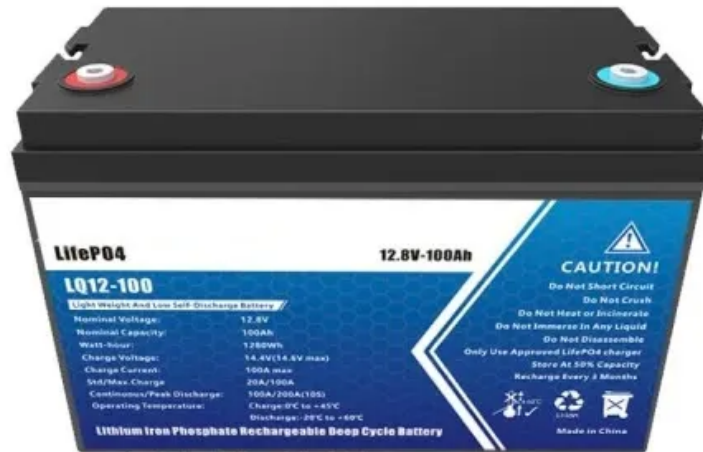 LifePO4
12.8V-100Ah
LQ12-100
Light Weight And Low Self-Discharge Battery
Nominal Voltage: 12.8V
Nominal Capacity: 100Ah
Watt-hour: 1280Wh
Charge Voltage: 14.4V(14.6V max)
Charge Current: 100A max
Std/Max.Charge 20A/100A
Continuous/Peak Discharge: 100A/200A(10S)
Operating Temperature: Charge:0℃ to +45℃
Discharge:-20℃ to +60℃
Lithium Iron Phosphate Rechargeable Deep Cycle Battery
CAUTION!
Do Not Short Circuit
Do Not Crush
Do Not Heat or Incinerate
Do Not Immerse In Any Liquid
Do Not Disassemble
Only Use Approved LifePO4 charger
Store At 50% Capacity
Recharge Every 3 Months
Made in China